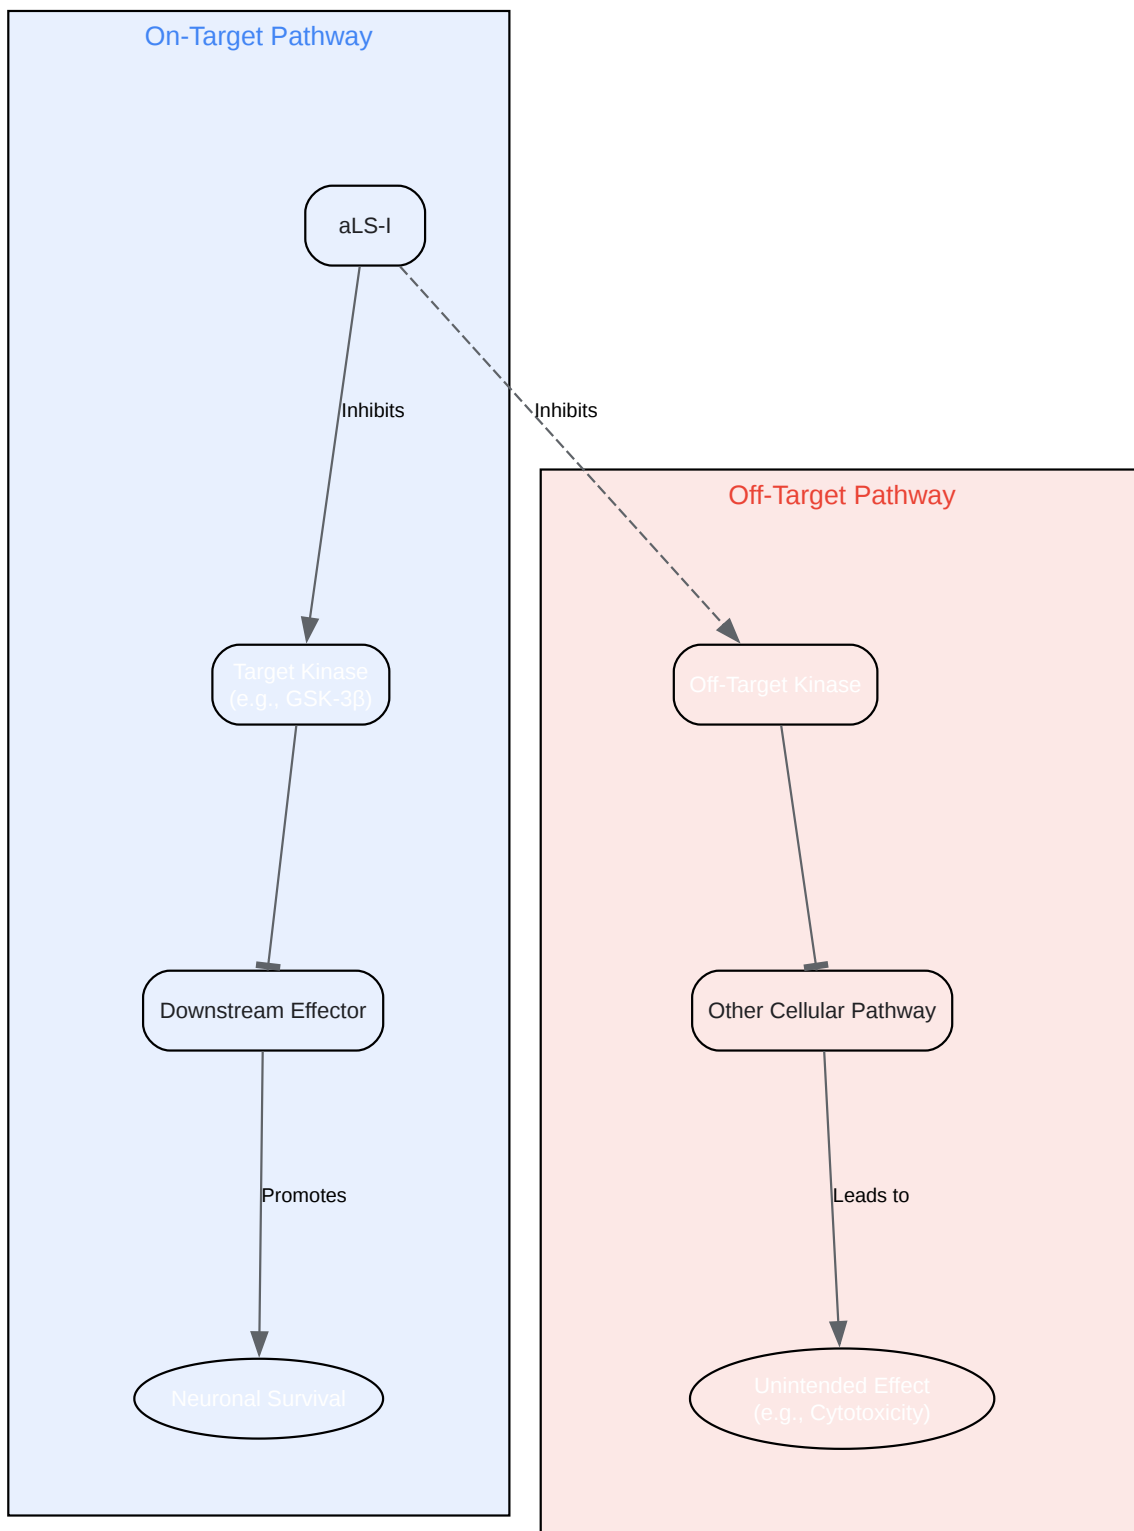 On-Target Pathway
aLS-I
Inhibits
Inhibits
Off-Target Pathway
Target Kinase
(e.g., GSK-3β)
Off-Target Kinase
Downstream Effector
Other Cellular Pathway
Promotes
Leads to
Neuronal Survival
Unintended Effect
(e.g., Cytotoxicity)